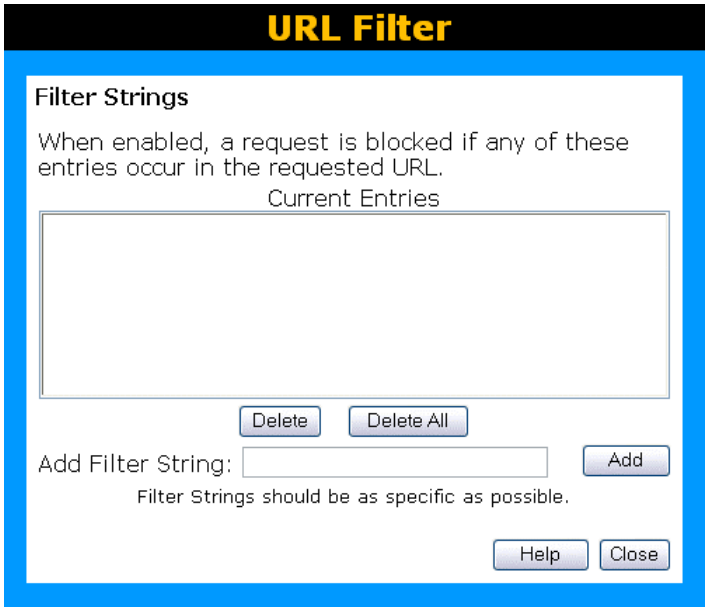 URL Filter
Filter Strings
When enabled, a request is blocked if any of these
entries occur in the requested URL.
Current Entries
Delete Delete All
Add Filter String: Add
Filter Strings should be as specific as possible.
Help Close